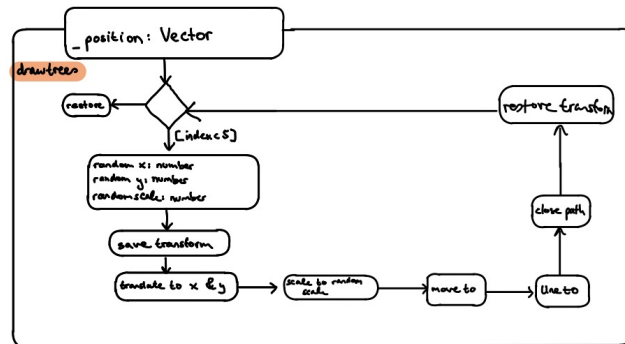 _position: Vector
drawtrees
restore
[index<5]
random x: number
random y: number
randomscale: number
save transform
translate to x & y
scale to random
scale
move to
line to
close path
restore transform